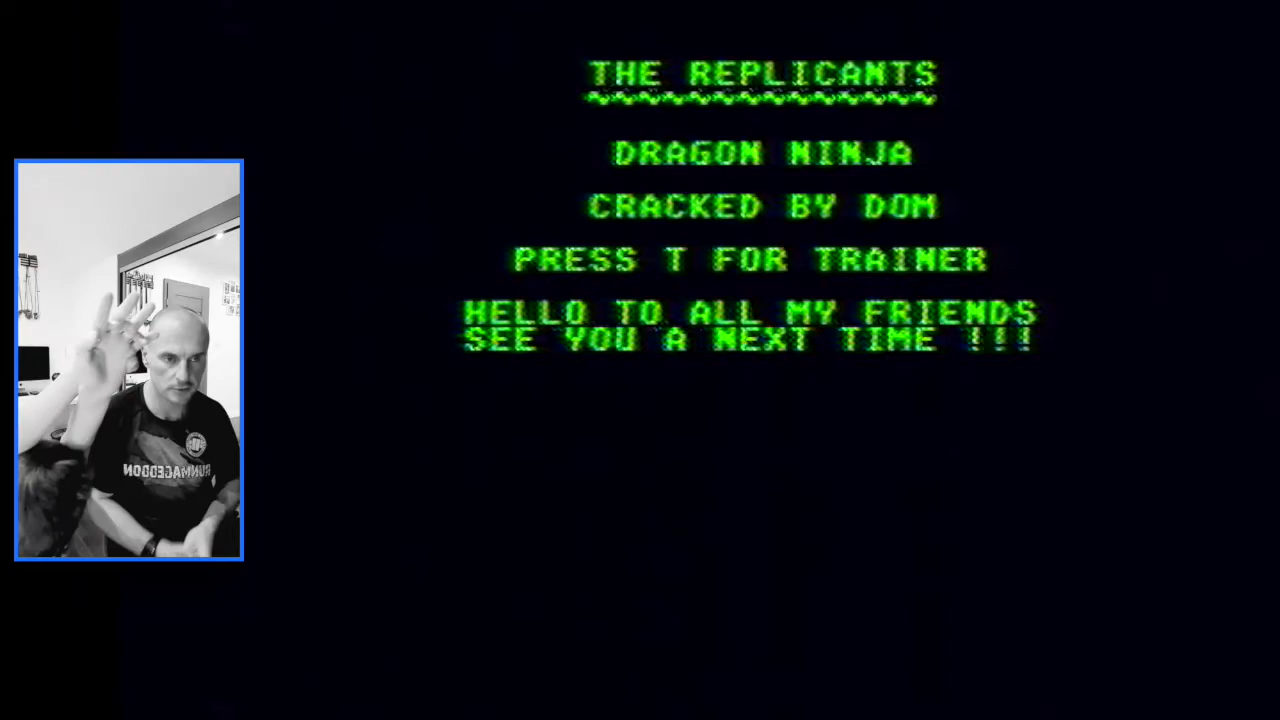 THE REPLICANTS
DRAGON NINJA
CRACKED BY DOM
PRESS T FOR TRAINER
HELLO TO ALL MY FRIENDS
SEE YOU A NEXT TIME !!!
RUNMAGEDDON